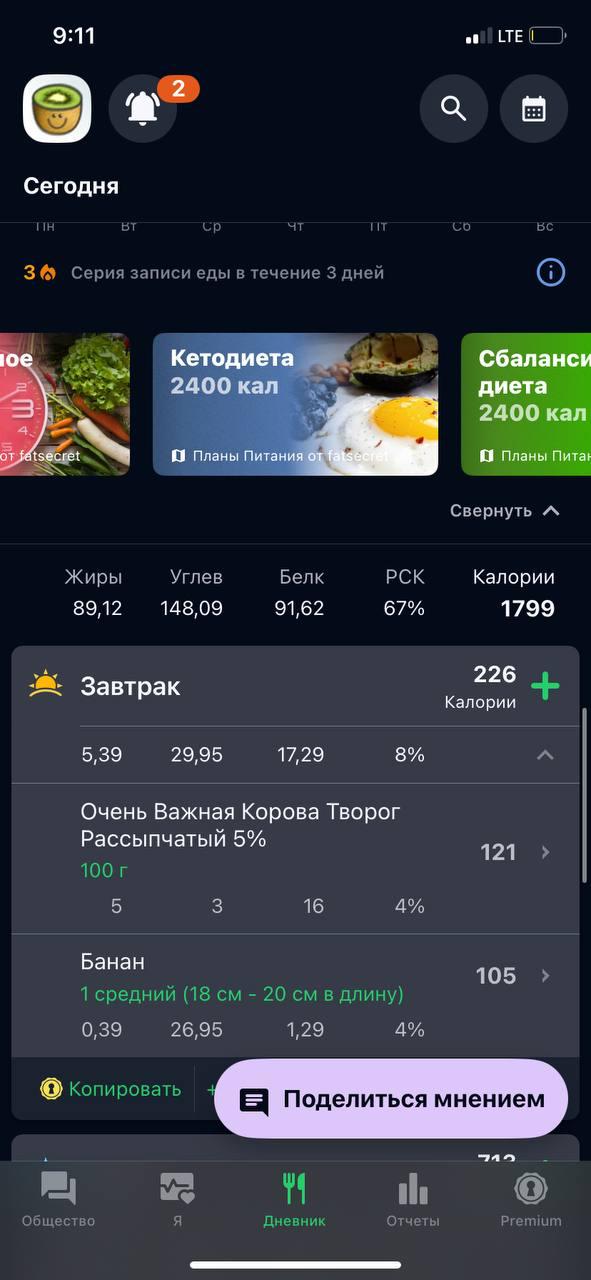 9:11
LTE
2
Сегодня
Пн Вт Ср Чт Пт Сб Вс
3 Серия записи еды в течение 3 дней
ное
от fatsecret
Кетодиета
2400 кал
Планы Питания от fatsecret
Сбаланси
диета
2400 кал
Планы Питан
Свернуть
Жиры Углев Белк РСК Калории
89,12 148,09 91,62 67% 1799
Завтрак
226
Калории
5,39 29,95 17,29 8%
Очень Важная Корова Творог
Рассыпчатый 5%
100 г
121
5 3 16 4%
Банан
1 средний (18 см - 20 см в длину)
105
0,39 26,95 1,29 4%
Копировать
Поделиться мнением
713
Общество Я Дневник Отчеты Premium